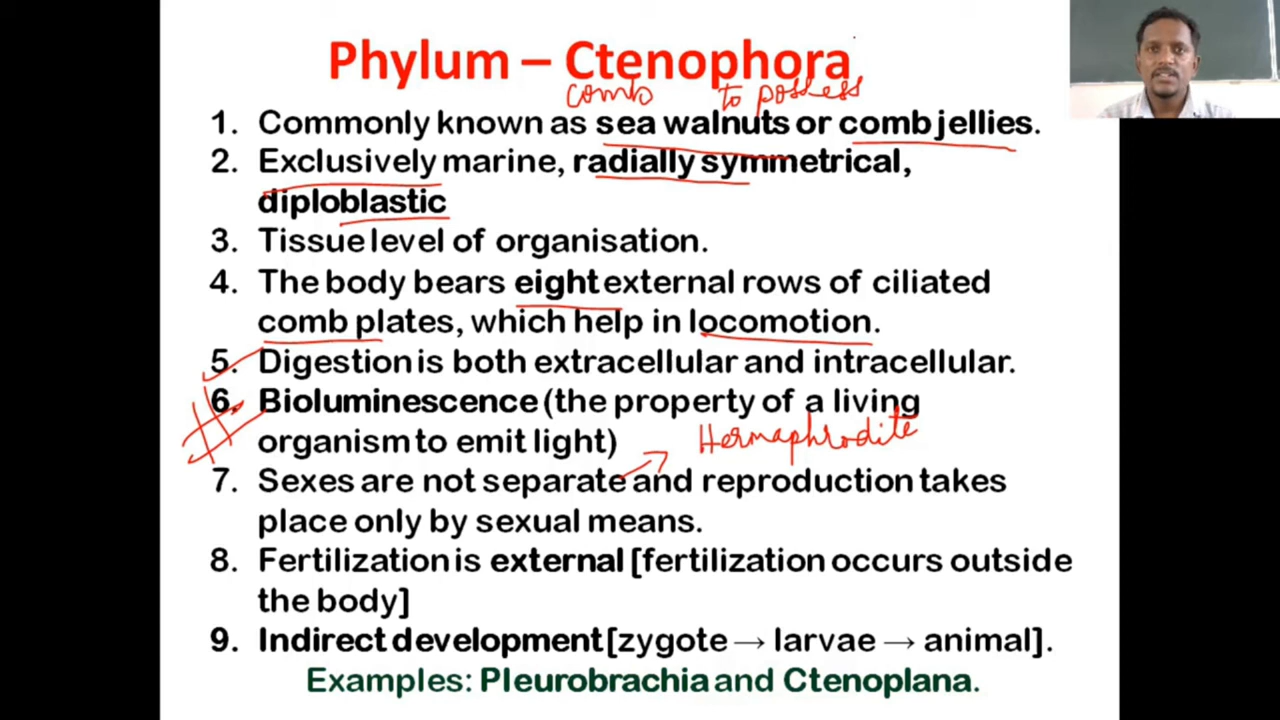 Phylum – Ctenophora
comb to possess
1. Commonly known as sea walnuts or comb jellies.
2. Exclusively marine, radially symmetrical,
diploblastic
3. Tissue level of organisation.
4. The body bears eight external rows of ciliated
comb plates, which help in locomotion.
5. Digestion is both extracellular and intracellular.
6. Bioluminescence (the property of a living
organism to emit light)
Hermaphrodite
7. Sexes are not separate and reproduction takes
place only by sexual means.
8. Fertilization is external [fertilization occurs outside
the body]
9. Indirect development [zygote → larvae → animal].
Examples: Pleurobrachia and Ctenoplana.